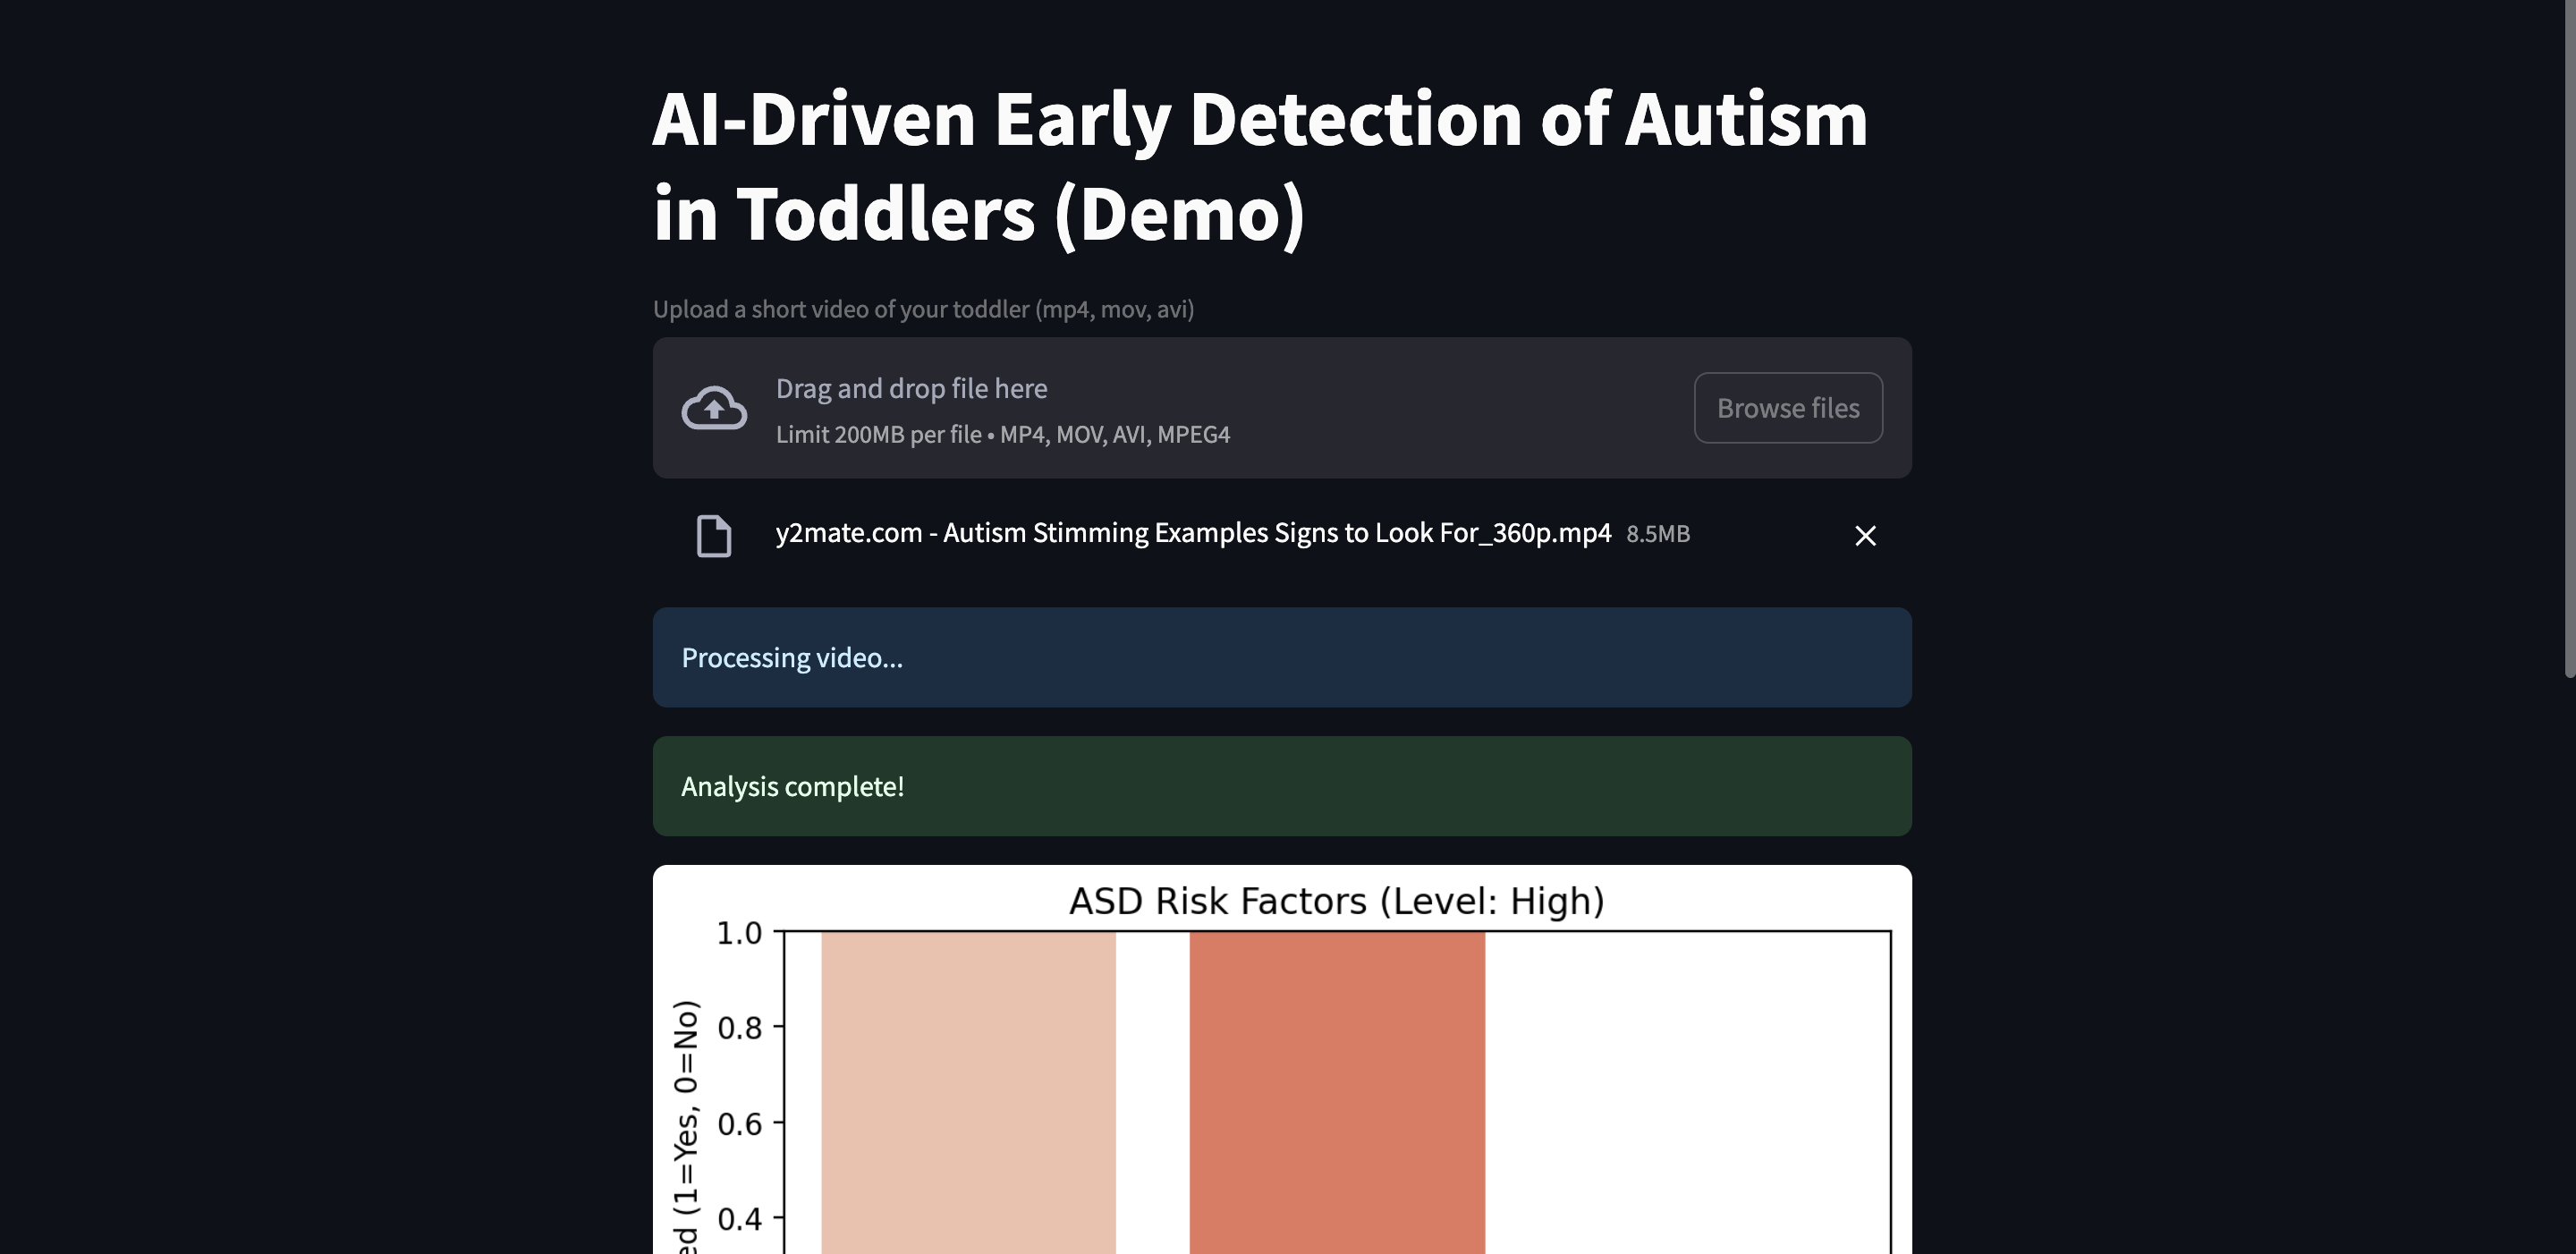 AI-Driven Early Detection of Autism
in Toddlers (Demo)
Upload a short video of your toddler (mp4, mov, avi)
Drag and drop file here
Limit 200MB per file • MP4, MOV, AVI, MPEG4
Browse files
y2mate.com - Autism Stimming Examples Signs to Look For_360p.mp4 8.5MB
Processing video...
Analysis complete!
ASD Risk Factors (Level: High)
1.0
0.8
0.6
0.4
(1=Yes, 0=No)